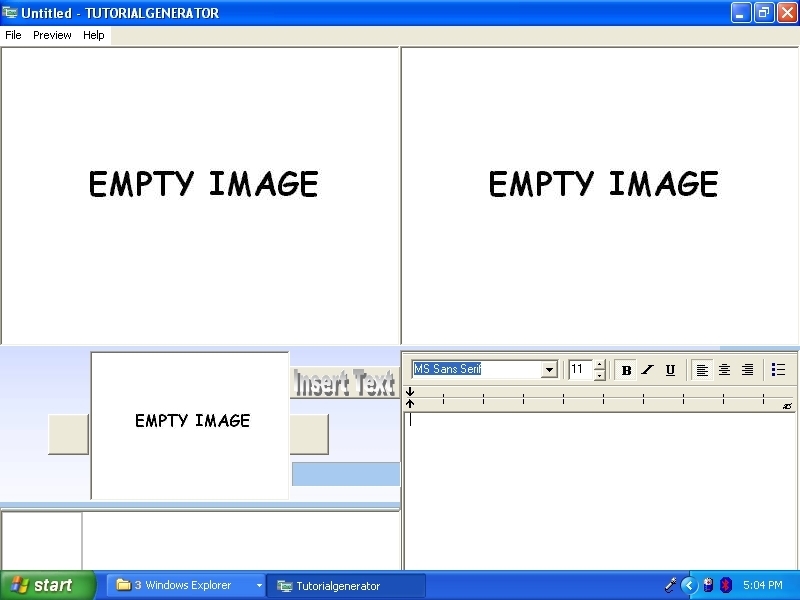 Untitled - TUTORIALGENERATOR
File Preview Help
EMPTY IMAGE
EMPTY IMAGE
Insert Text
EMPTY IMAGE
MS Sans Serif 11 B I U
start 3 Windows Explorer Tutorialgenerator 5:04 PM